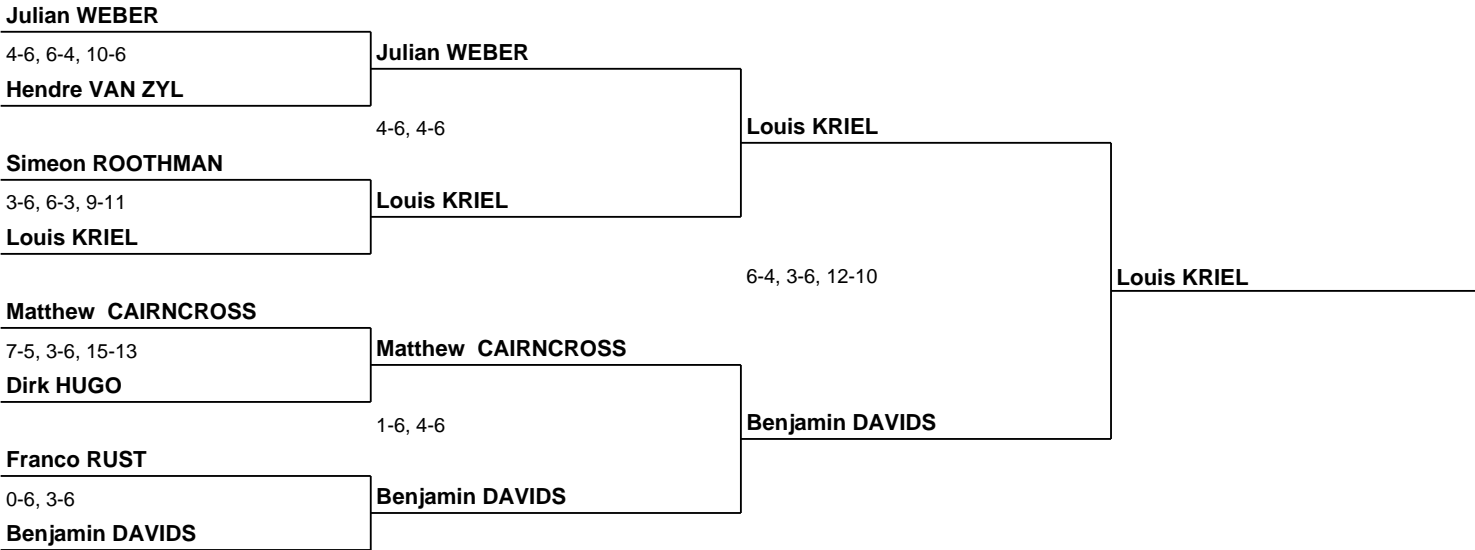 Julian WEBER
4-6, 6-4, 10-6
Julian WEBER
Hendre VAN ZYL
4-6, 4-6
Louis KRIEL
Simeon ROOTHMAN
3-6, 6-3, 9-11
Louis KRIEL
Louis KRIEL
6-4, 3-6, 12-10
Louis KRIEL
Matthew  CAIRNCROSS
7-5, 3-6, 15-13
Matthew  CAIRNCROSS
Dirk HUGO
1-6, 4-6
Benjamin DAVIDS
Franco RUST
0-6, 3-6
Benjamin DAVIDS
Benjamin DAVIDS